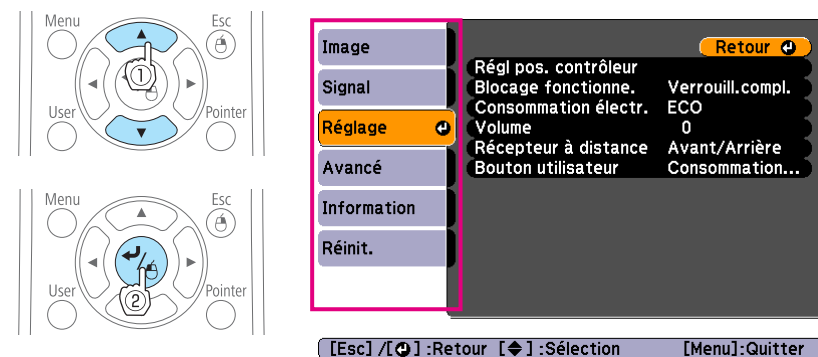 Menu
Esc
①
User
Pointer
Menu
Esc
User
②
Pointer
Image
Signal
Réglage
Avancé
Information
Réinit.
Retour
Régl pos. contrôleur
Blocage fonctionne. Verrouill.compl.
Consommation électr. ECO
Volume 0
Récepteur à distance Avant/Arrière
Bouton utilisateur Consommation...
[Esc] /[⏎] :Retour [◆] :Sélection [Menu]:Quitter